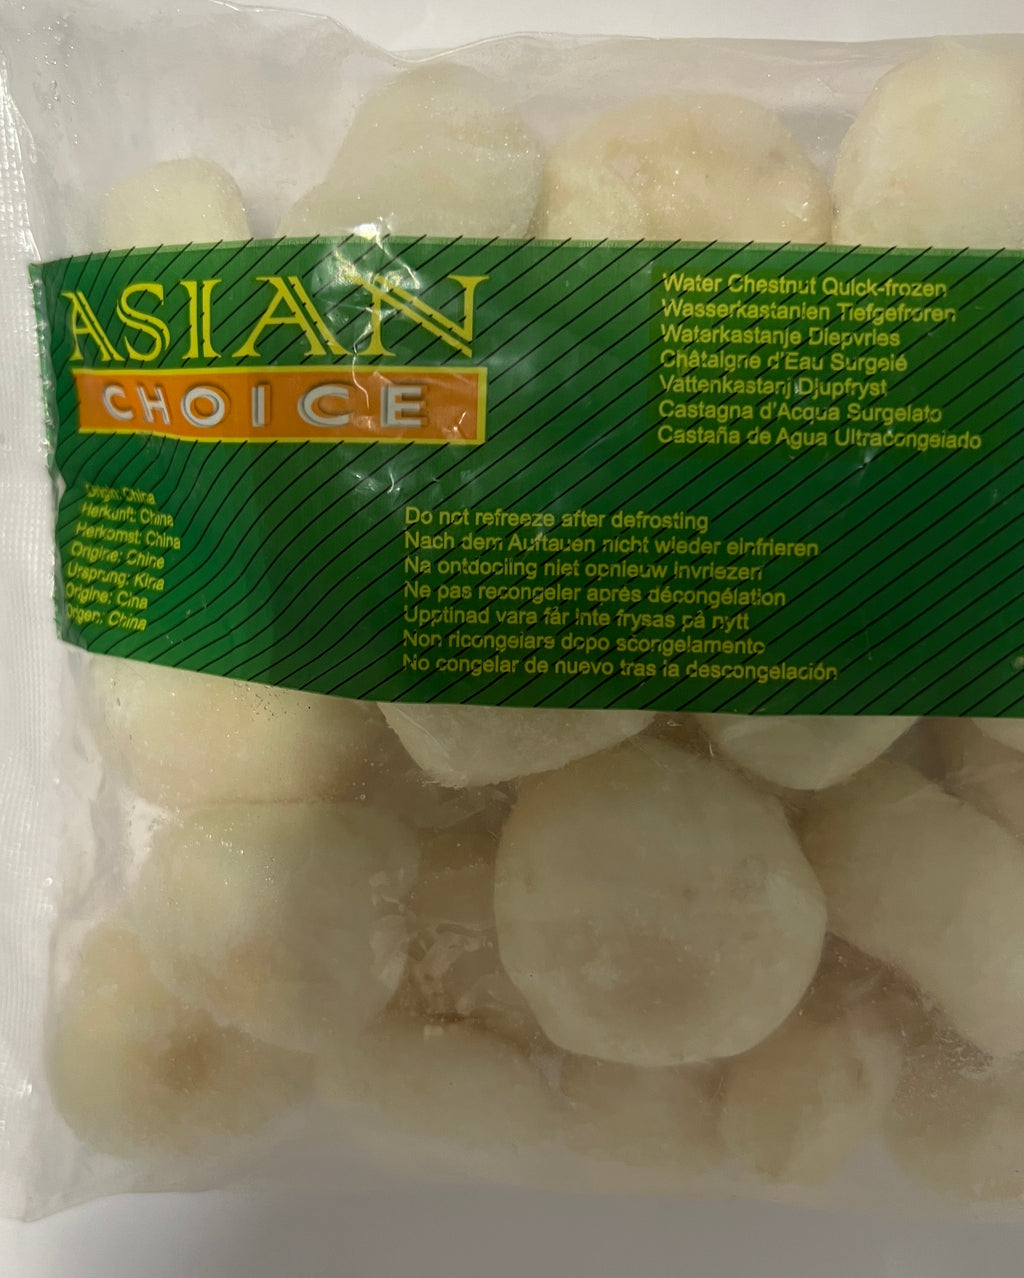 ASIAN
CHOICE
Water Chestnut Quick-frozen
Wasserkastanien Tiefgefroren
Waterkastanje Diepvries
Châtaigne d'Eau Surgelé
Vattenkastanj Djupfryst
Castagna d'Acqua Surgelato
Castaña de Agua Ultracongelado
Origin: China
Herkunft: China
Herkomst: China
Origine: Chine
Ursprung: Kina
Origine: Cina
Origen: China
Do not refreeze after defrosting
Nach dem Auftauen nicht wieder einfrieren
Na ontdooiing niet opnieuw invriezen
Ne pas recongeler aprés décongélation
Upptinad vara får inte frysas på nytt
Non ricongelare dopo scongelamento
No congelar de nuevo tras la descongelación